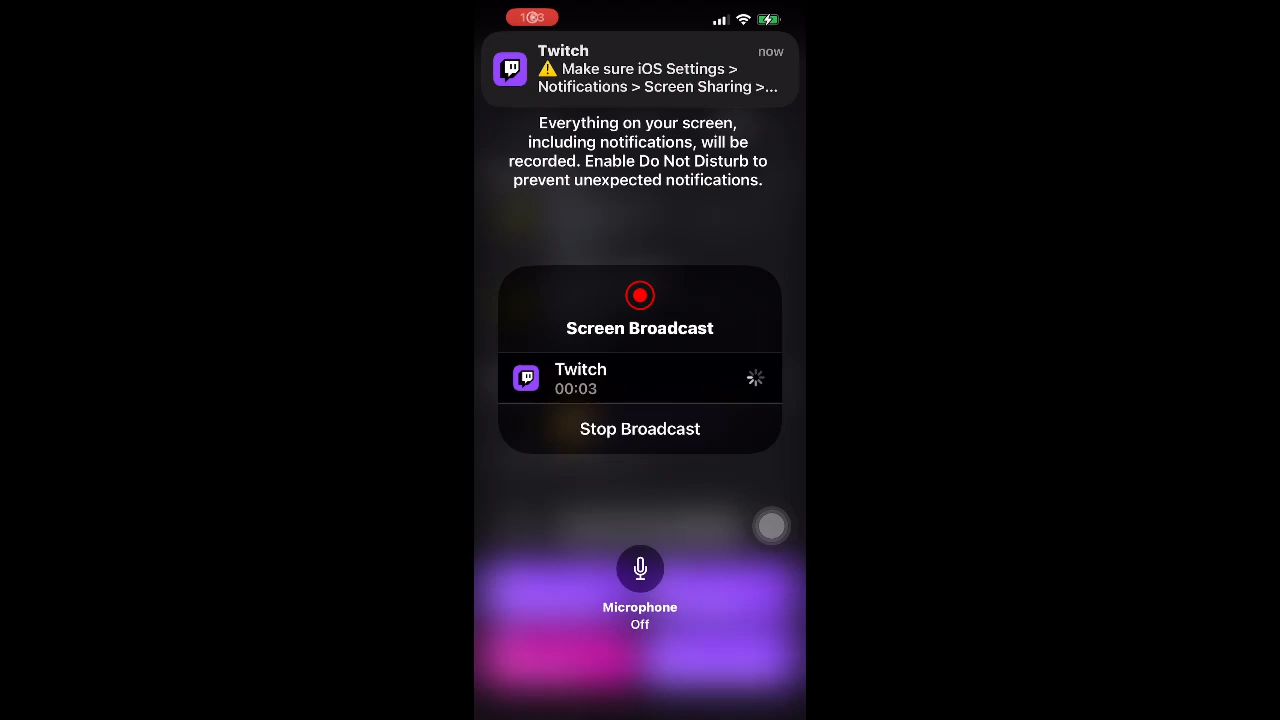 Twitch
now
⚠️ Make sure iOS Settings >
Notifications > Screen Sharing >...
Everything on your screen,
including notifications, will be
recorded. Enable Do Not Disturb to
prevent unexpected notifications.
Screen Broadcast
Twitch
00:03
Stop Broadcast
Microphone
Off